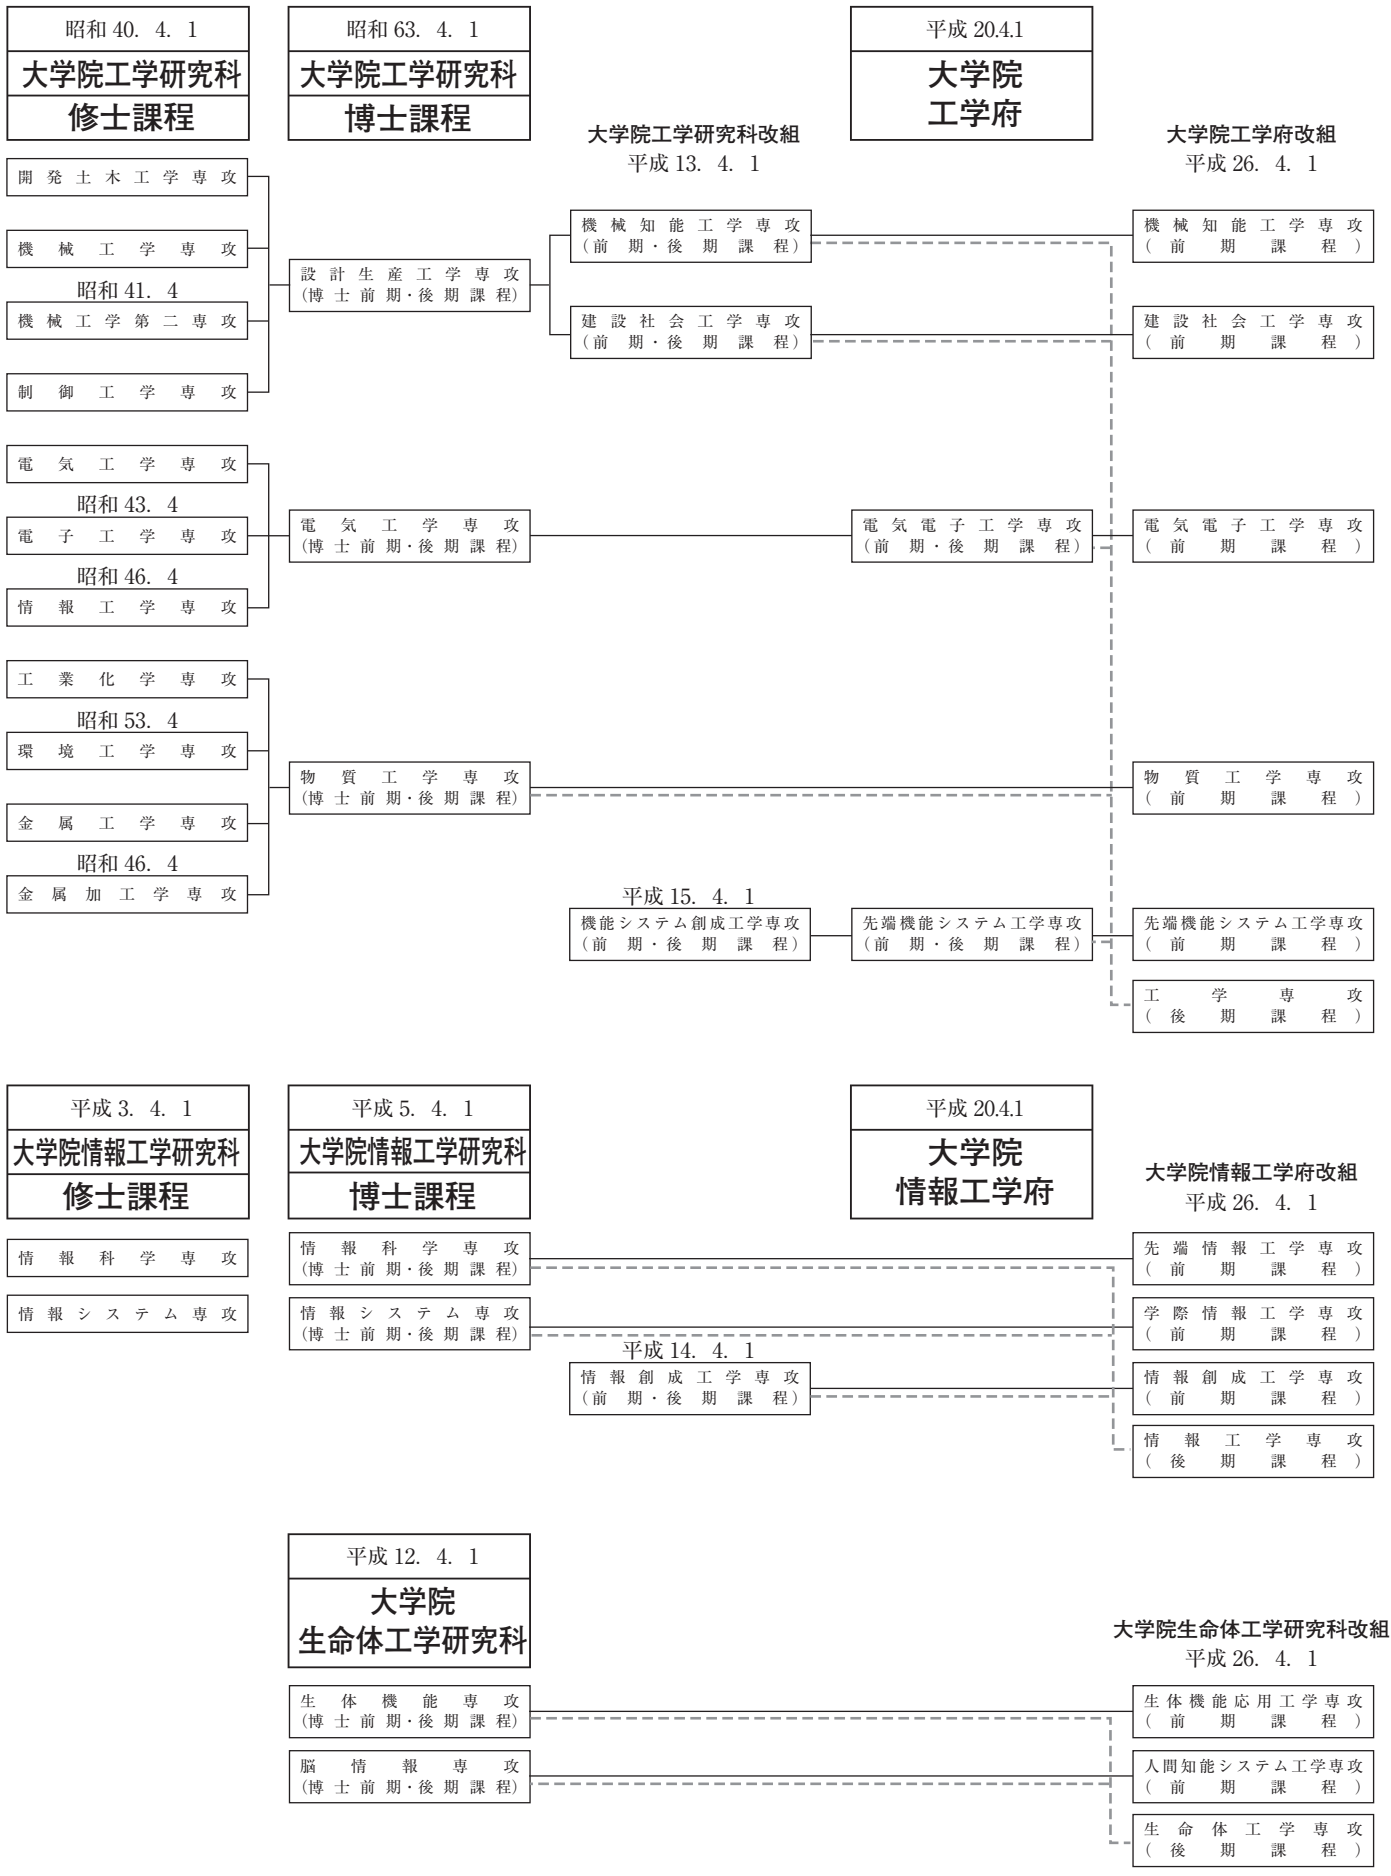 昭和 40. 4. 1
大学院工学研究科
修士課程
開発土木工学専攻
機械工学専攻
昭和 41. 4
機械工学第二専攻
制御工学専攻
電気工学専攻
昭和 43. 4
電子工学専攻
昭和 46. 4
情報工学専攻
工業化学専攻
昭和 53. 4
環境工学専攻
金属工学専攻
昭和 46. 4
金属加工学専攻
昭和 63. 4. 1
大学院工学研究科
博士課程
設計生産工学専攻
(博士前期・後期課程)
電気工学専攻
(博士前期・後期課程)
物質工学専攻
(博士前期・後期課程)
大学院工学研究科改組
平成 13. 4. 1
機械知能工学専攻
(前期・後期課程)
建設社会工学専攻
(前期・後期課程)
平成 15. 4. 1
機能システム創成工学専攻
(前期・後期課程)
平成 20.4.1
大学院
工学府
電気電子工学専攻
(前期・後期課程)
先端機能システム工学専攻
(前期・後期課程)
大学院工学府改組
平成 26. 4. 1
機械知能工学専攻
(前期課程)
建設社会工学専攻
(前期課程)
電気電子工学専攻
(前期課程)
物質工学専攻
(前期課程)
先端機能システム工学専攻
(前期課程)
工学専攻
(後期課程)
平成 3. 4. 1
大学院情報工学研究科
修士課程
情報科学専攻
情報システム専攻
平成 5. 4. 1
大学院情報工学研究科
博士課程
情報科学専攻
(博士前期・後期課程)
情報システム専攻
(博士前期・後期課程)
平成 14. 4. 1
情報創成工学専攻
(前期・後期課程)
平成 20.4.1
大学院
情報工学府
大学院情報工学府改組
平成 26. 4. 1
先端情報工学専攻
(前期課程)
学際情報工学専攻
(前期課程)
情報創成工学専攻
(前期課程)
情報工学専攻
(後期課程)
平成 12. 4. 1
大学院
生命体工学研究科
生体機能専攻
(博士前期・後期課程)
脳情報専攻
(博士前期・後期課程)
大学院生命体工学研究科改組
平成 26. 4. 1
生体機能応用工学専攻
(前期課程)
人間知能システム工学専攻
(前期課程)
生命体工学専攻
(後期課程)